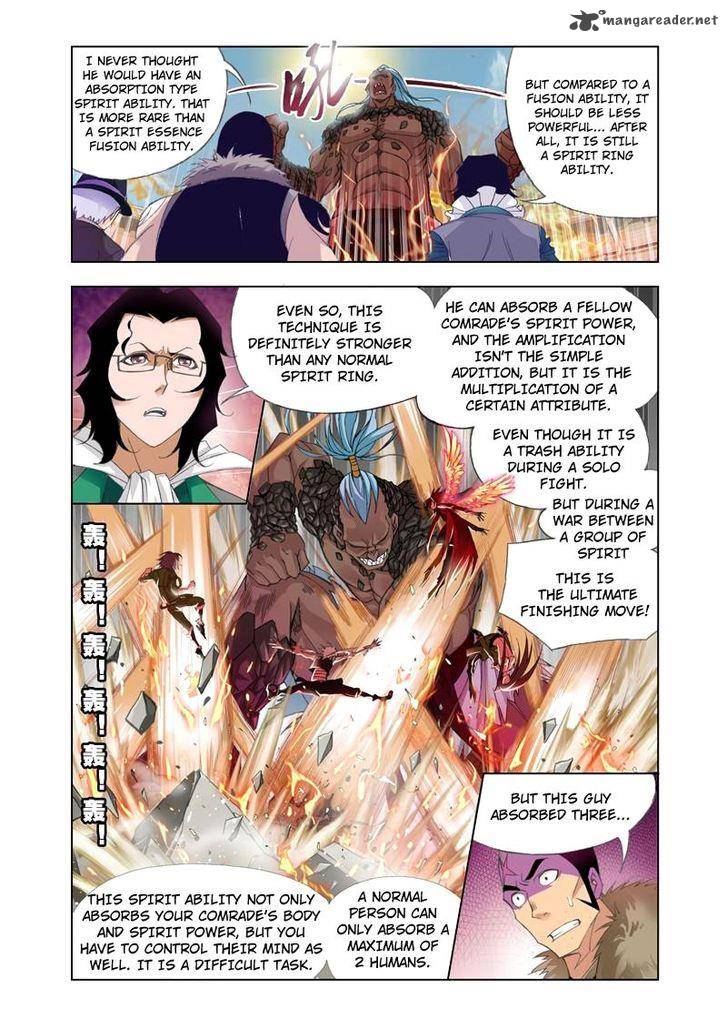 mangareader.net
I NEVER THOUGHT
HE WOULD HAVE AN
ABSORPTION TYPE
SPIRIT ABILITY. THAT
IS MORE RARE THAN
A SPIRIT ESSENCE
FUSION ABILITY.
吼
BUT COMPARED TO A
FUSION ABILITY, IT
SHOULD BE LESS
POWERFUL... AFTER
ALL, IT IS STILL
A SPIRIT RING
ABILITY.
EVEN SO, THIS
TECHNIQUE IS
DEFINITELY STRONGER
THAN ANY NORMAL
SPIRIT RING.
HE CAN ABSORB A FELLOW
COMRADE'S SPIRIT POWER,
AND THE AMPLIFICATION
ISN'T THE SIMPLE
ADDITION, BUT IT IS THE
MULTIPLICATION OF A
CERTAIN ATTRIBUTE.
EVEN THOUGH IT IS
A TRASH ABILITY
DURING A SOLO
FIGHT.
BUT DURING A
WAR BETWEEN
A GROUP OF
SPIRIT
THIS IS
THE ULTIMATE
FINISHING MOVE!
轰!轰!轰!轰!轰!轰!
BUT THIS GUY
ABSORBED THREE...
THIS SPIRIT ABILITY NOT ONLY
ABSORBS YOUR COMRADE'S BODY
AND SPIRIT POWER, BUT YOU
HAVE TO CONTROL THEIR MIND AS
WELL. IT IS A DIFFICULT TASK.
A NORMAL
PERSON CAN
ONLY ABSORB A
MAXIMUM OF
2 HUMANS.